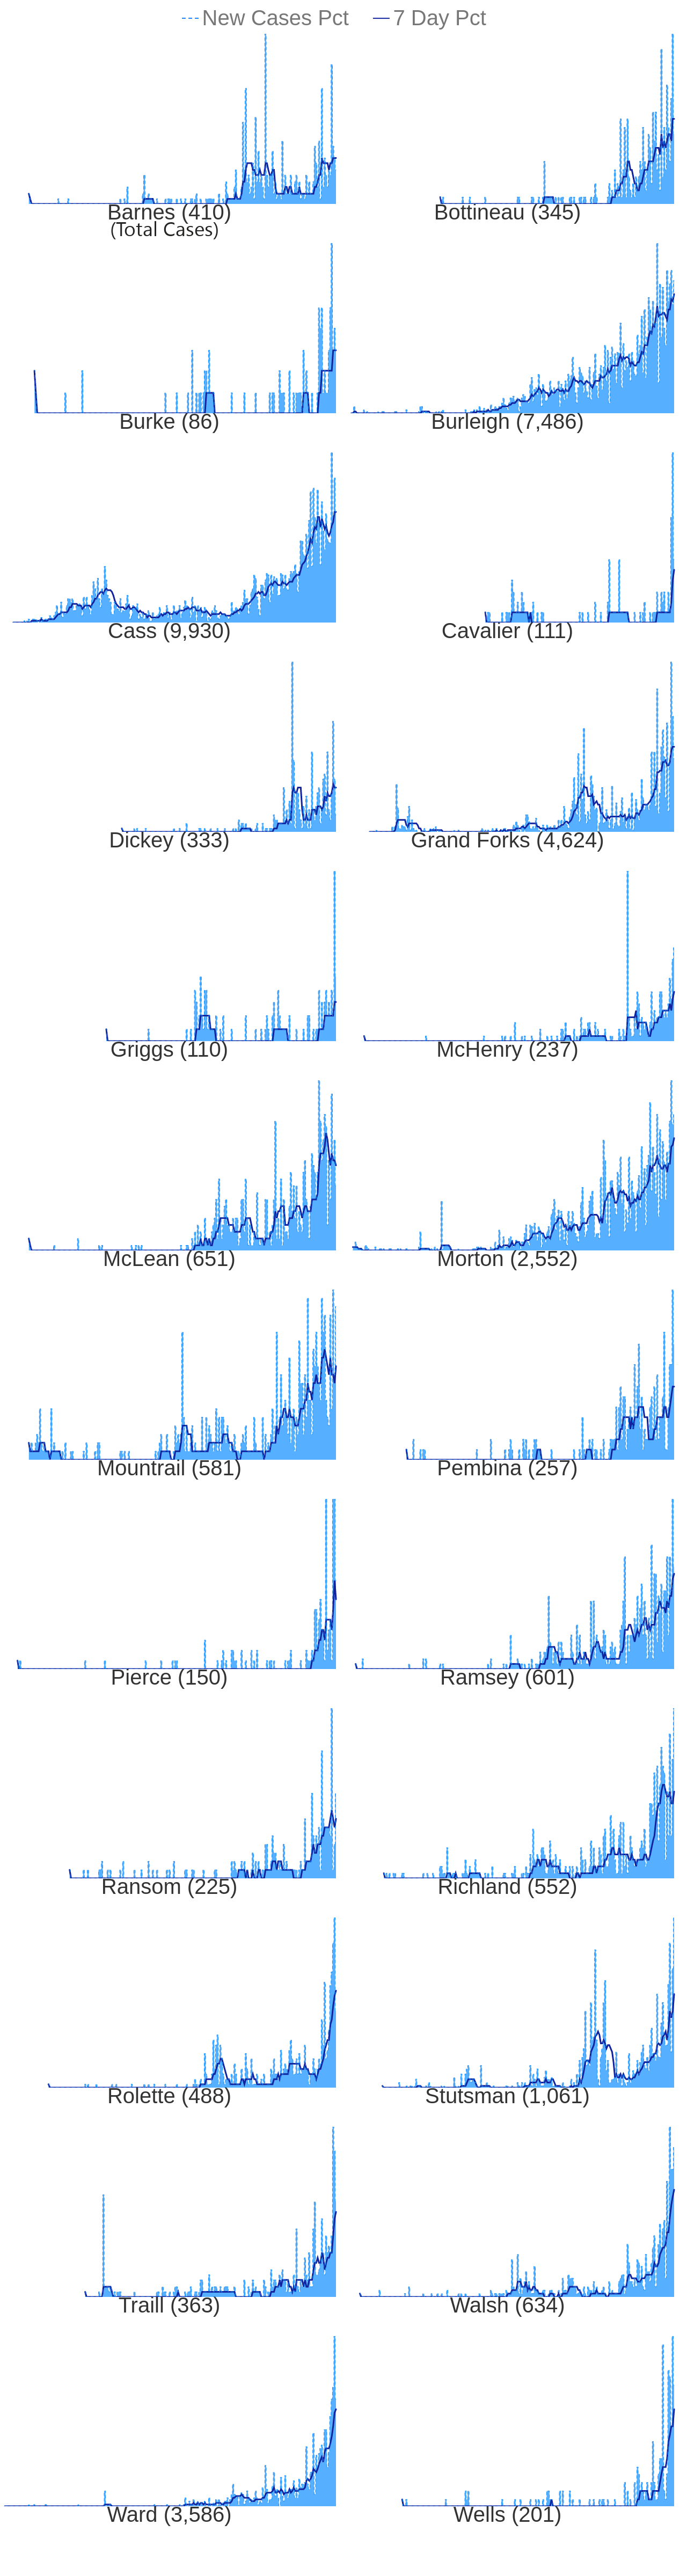 New Cases Pct 7 Day Pct
Barnes (410) Bottineau (345)
(Total Cases)
Burke (86) Burleigh (7,486)
Cass (9,930) Cavalier (111)
Dickey (333) Grand Forks (4,624)
Griggs (110) McHenry (237)
McLean (651) Morton (2,552)
Mountrail (581) Pembina (257)
Pierce (150) Ramsey (601)
Ransom (225) Richland (552)
Rolette (488) Stutsman (1,061)
Traill (363) Walsh (634)
Ward (3,586) Wells (201)